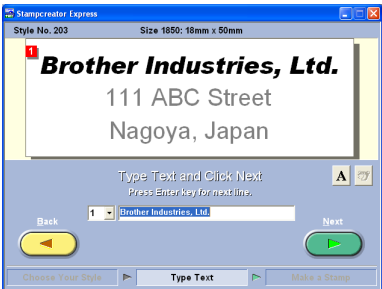 Stampcreator Express
Style No. 203 Size 1850: 18mm x 50mm
1
Brother Industries, Ltd.
111 ABC Street
Nagoya, Japan
Type Text and Click Next
A
Press Enter key for next line.
Back
1 Brother Industries, Ltd.
Next
Choose Your Style Type Text Make a Stamp